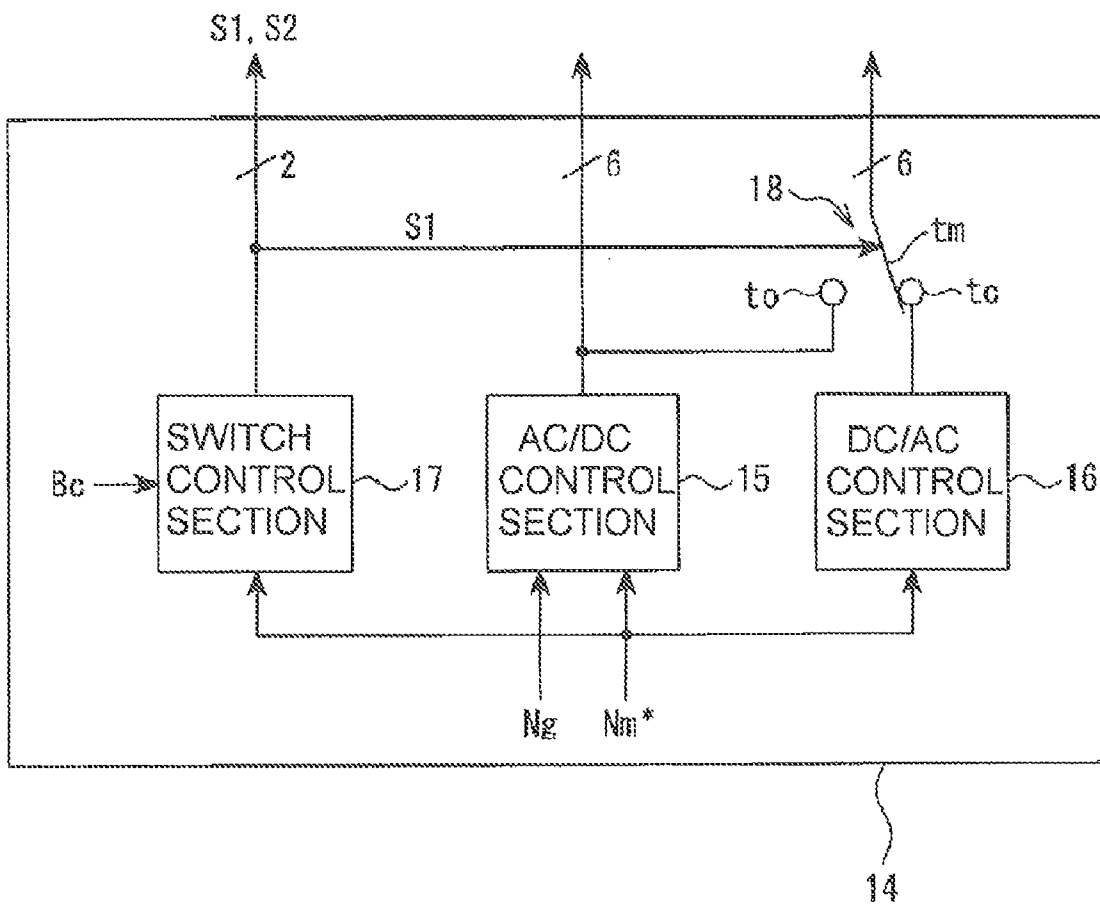 S1, S2
2
6
6
18
S1
tm
to
tc
SWITCH
CONTROL
SECTION
17
AC/DC
CONTROL
SECTION
15
DC/AC
CONTROL
SECTION
16
Bc
Ng
Nm*
14